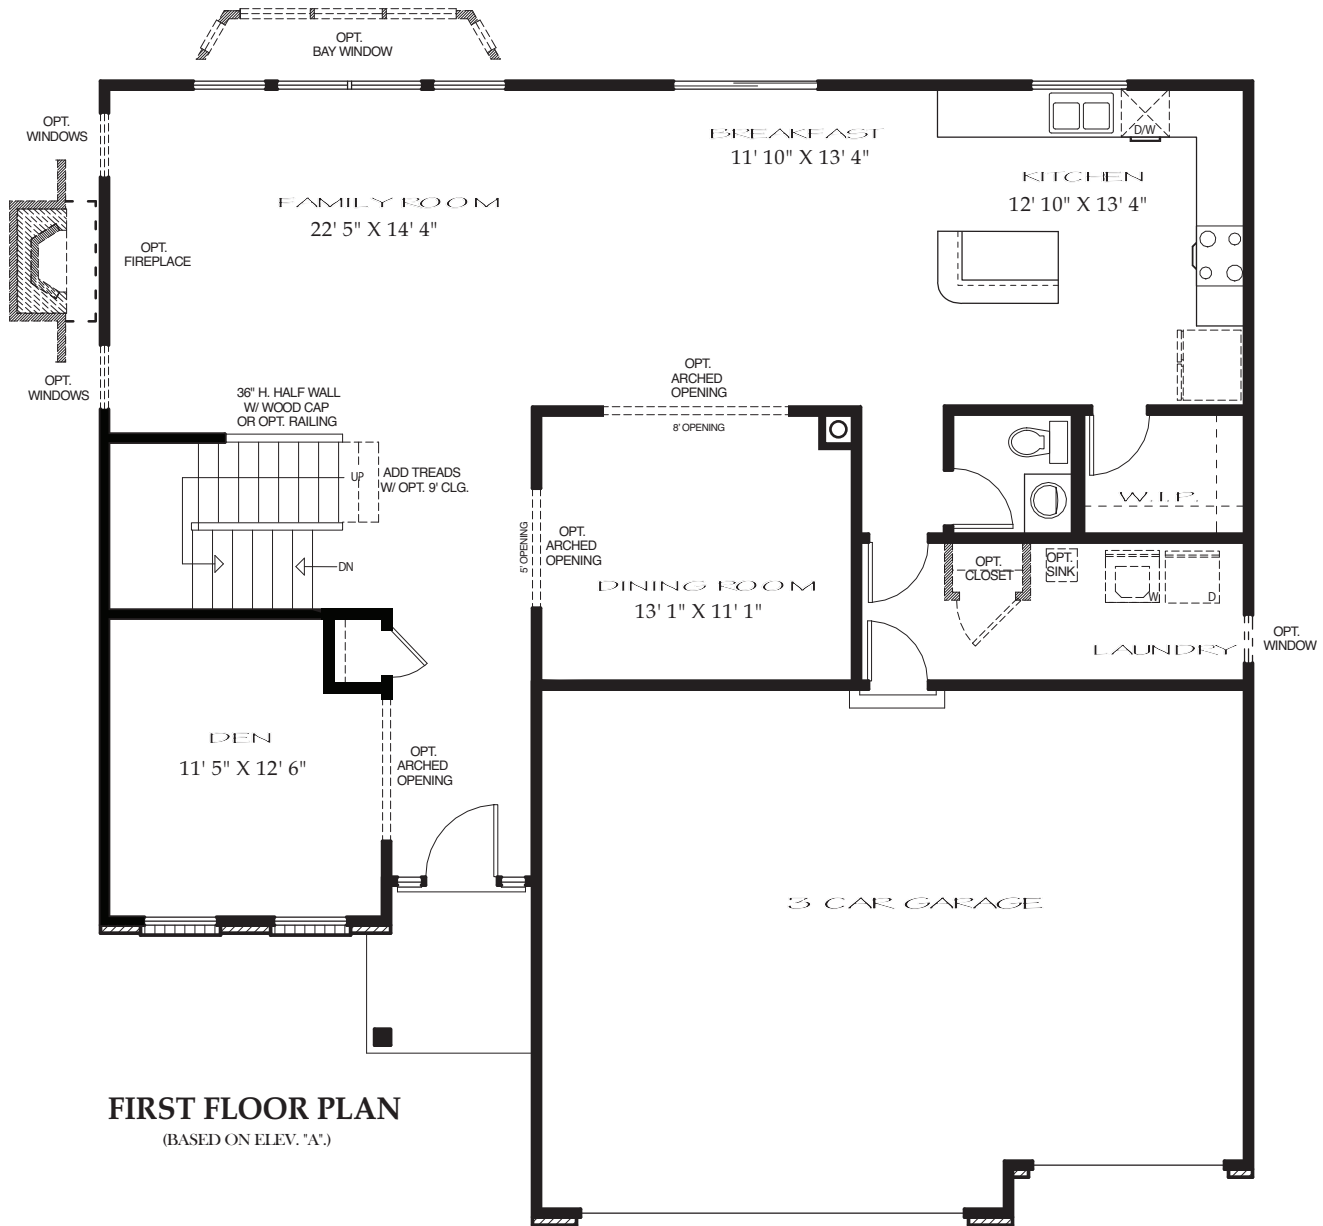 OPT.
BAY WINDOW
OPT.
WINDOWS
BREAKFAST
11' 10" X 13' 4"
D/W
KITCHEN
12' 10" X 13' 4"
FAMILY ROOM
22' 5" X 14' 4"
OPT.
FIREPLACE
OPT.
WINDOWS
36" H. HALF WALL
W/ WOOD CAP
OR OPT. RAILING
OPT.
ARCHED
OPENING
8' OPENING
UP
ADD TREADS
W/ OPT. 9' CLG.
W.I.P.
5' OPENING
OPT.
ARCHED
OPENING
DN
DINING ROOM
13' 1" X 11' 1"
OPT.
CLOSET
OPT.
SINK
W
D
LAUNDRY
OPT.
WINDOW
DEN
11' 5" X 12' 6"
OPT.
ARCHED
OPENING
3 CAR GARAGE
FIRST FLOOR PLAN
(BASED ON ELEV. "A".)